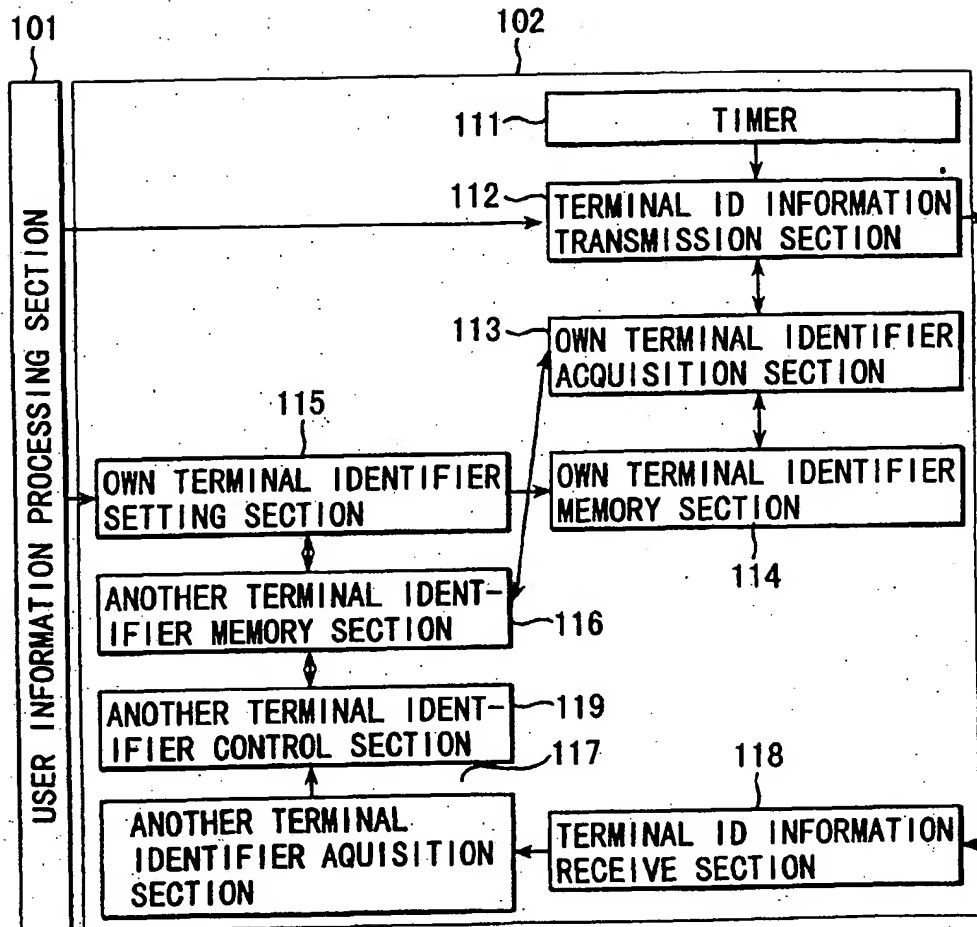 101
102
USER INFORMATION PROCESSING SECTION
111
TIMER
112
TERMINAL ID INFORMATION
TRANSMISSION SECTION
113
OWN TERMINAL IDENTIFIER
ACQUISITION SECTION
115
OWN TERMINAL IDENTIFIER
SETTING SECTION
OWN TERMINAL IDENTIFIER
MEMORY SECTION
114
ANOTHER TERMINAL IDENT-
IFIER MEMORY SECTION
116
ANOTHER TERMINAL IDENT-
IFIER CONTROL SECTION
119
117
118
ANOTHER TERMINAL
IDENTIFIER AQUISITION
SECTION
TERMINAL ID INFORMATION
RECEIVE SECTION